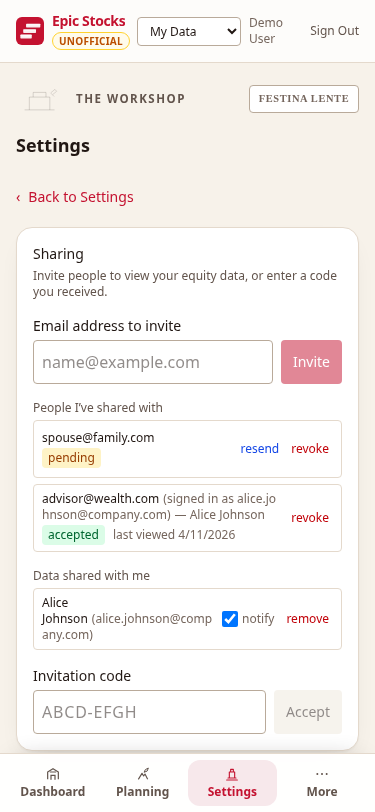 Epic Stocks
UNOFFICIAL
My Data
Demo
User
Sign Out
THE WORKSHOP
FESTINA LENTE
Settings
‹ Back to Settings
Sharing
Invite people to view your equity data, or enter a code
you received.
Email address to invite
name@example.com
Invite
People I’ve shared with
spouse@family.com
pending
resend
revoke
advisor@wealth.com (signed in as alice.jo
hnson@company.com) — Alice Johnson
accepted
last viewed 4/11/2026
revoke
Data shared with me
Alice
Johnson (alice.johnson@comp
any.com)
notify
remove
Invitation code
ABCD-EFGH
Accept
Dashboard
Planning
Settings
More